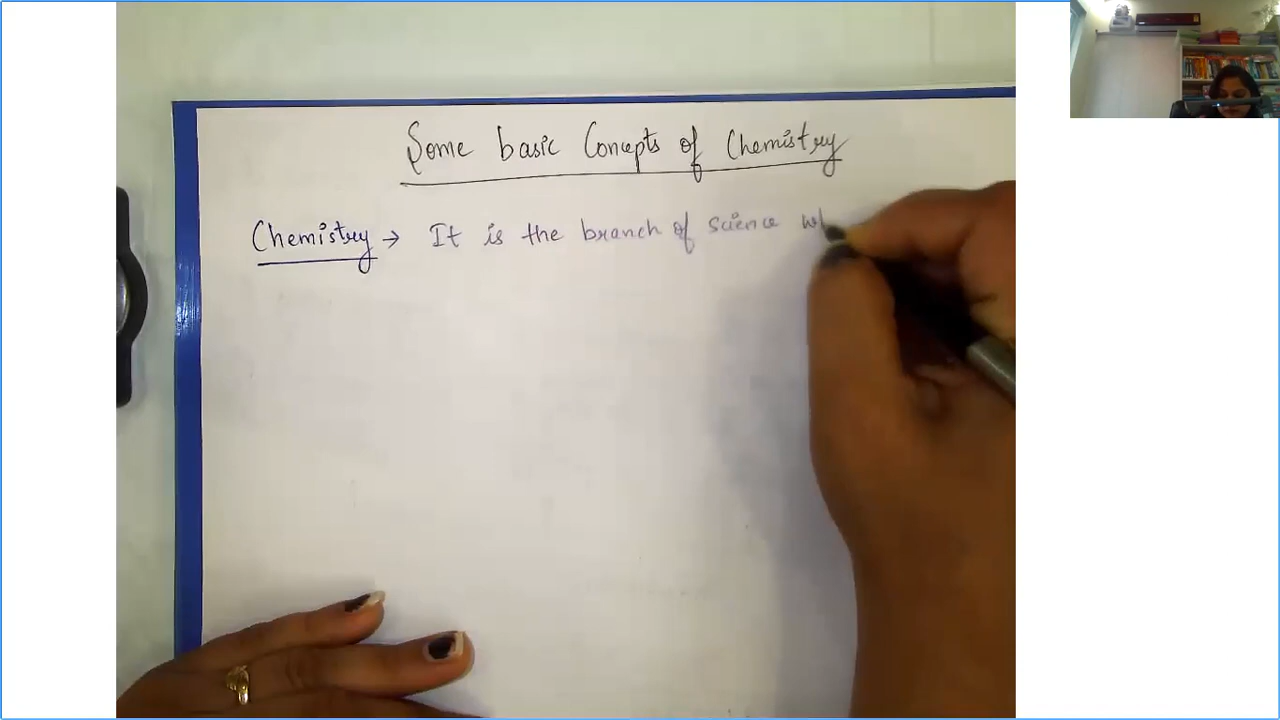 Some basic Concepts of Chemistry
Chemistry → It is the branch of science